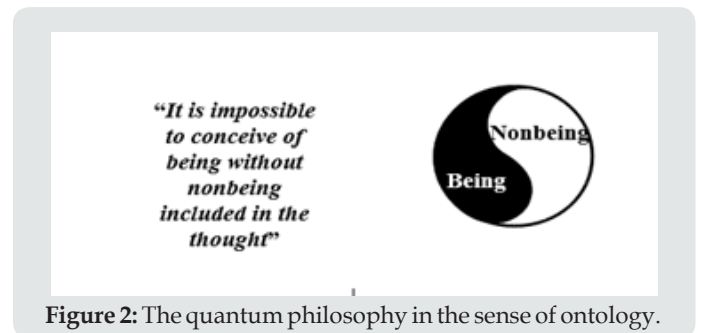 “It is impossible
to conceive of
being without
nonbeing
included in the
thought”
Nonbeing
Being
Figure 2: The quantum philosophy in the sense of ontology.